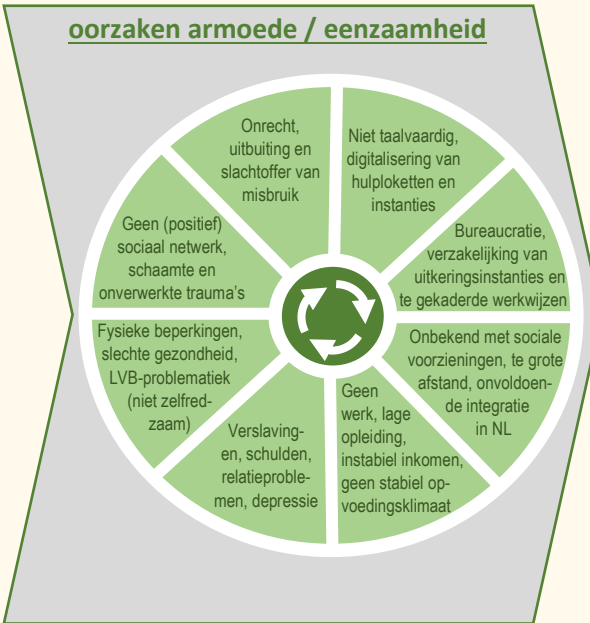 oorzaken armoede / eenzaamheid
Onrecht,
uitbuiting en
slachtoffer van
misbruik
Niet taalvaardig,
digitalisering van
hulploketten en
instanties
Bureaucratie,
verzakelijking van
uitkeringsinstanties en
te gekaderde werkwijzen
Onbekend met sociale
voorzieningen, te grote
afstand, onvoldoen-
de integratie
in NL
Geen
werk, lage
opleiding,
instabiel inkomen,
geen stabiel op-
voedingsklimaat
Verslaving-
en, schulden,
relatieproble-
men, depressie
Fysieke beperkingen,
slechte gezondheid,
LVB-problematiek
(niet zelfred-
zaam)
Geen (positief)
sociaal netwerk,
schaamte en
onverwerkte trauma's